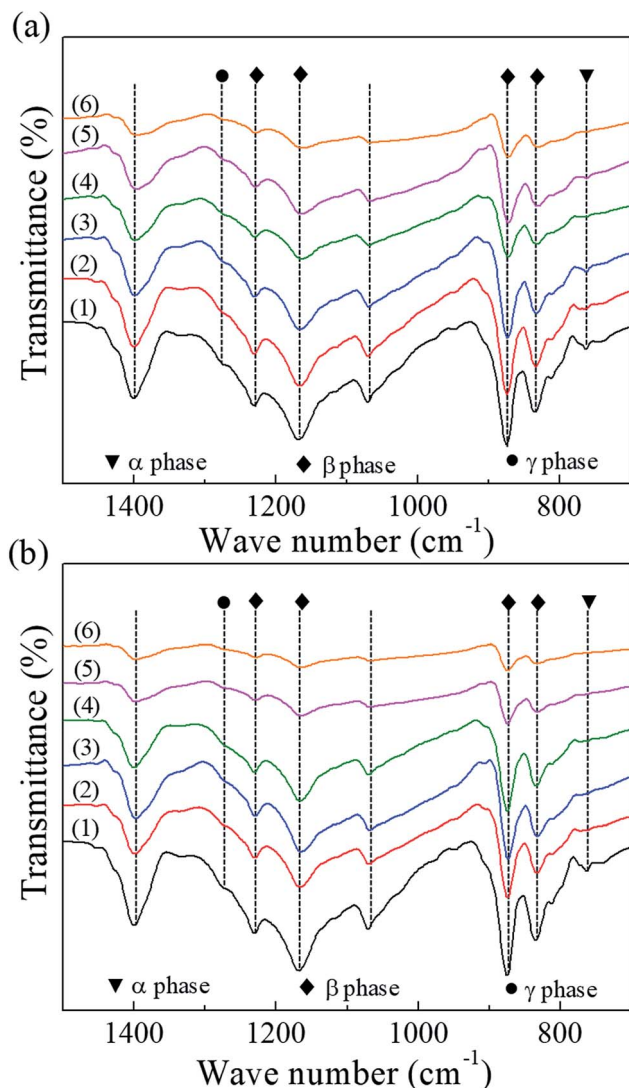 (a)
(6)
(5)
(4)
(3)
(2)
(1)
Transmittance (%)
▼ α phase ◆ β phase ● γ phase
1400 1200 1000 800
Wave number (cm⁻¹)
(b)
(6)
(5)
(4)
(3)
(2)
(1)
Transmittance (%)
▼ α phase ◆ β phase ● γ phase
1400 1200 1000 800
Wave number (cm⁻¹)